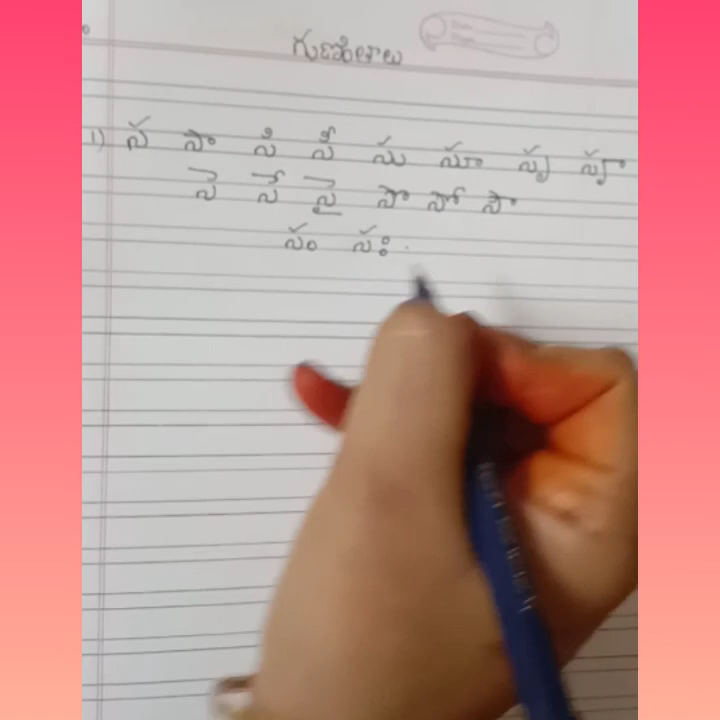 గుణింతాలు
1) స సా సి సీ సు సూ సృ సౄ
సె సే సై సొ సో సౌ
సం సః